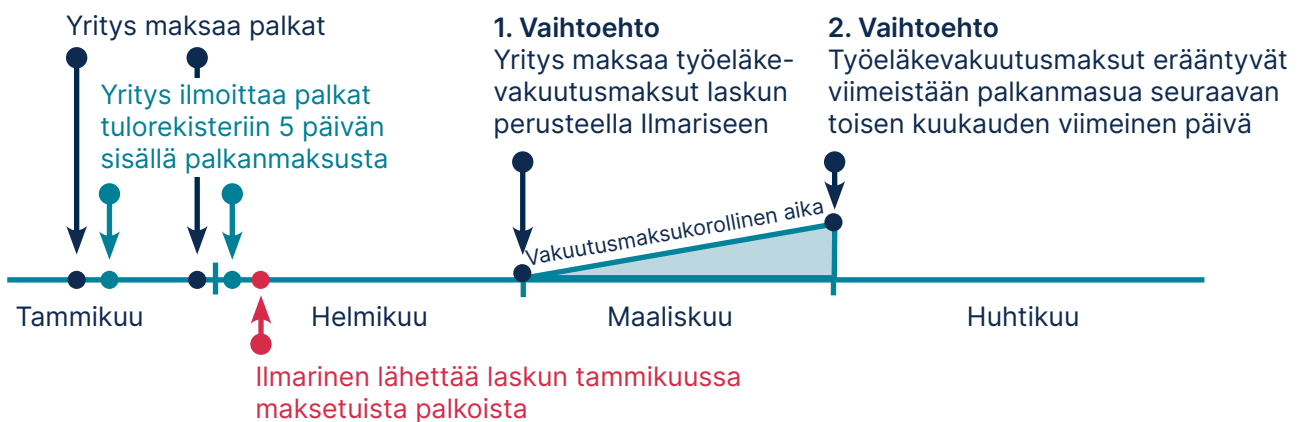 Yritys maksaa palkat
Yritys ilmoittaa palkat
tulorekisteriin 5 päivän
sisällä palkanmaksusta
1. Vaihtoehto
Yritys maksaa työeläke-
vakuutusmaksut laskun
perusteella Ilmariseen
2. Vaihtoehto
Työeläkevakuutusmaksut erääntyvät
viimeistään palkanmasua seuraavan
toisen kuukauden viimeinen päivä
Vakuutusmaksukorollinen aika
Tammikuu
Helmikuu
Maaliskuu
Huhtikuu
Ilmarinen lähettää laskun tammikuussa
maksetuista palkoista